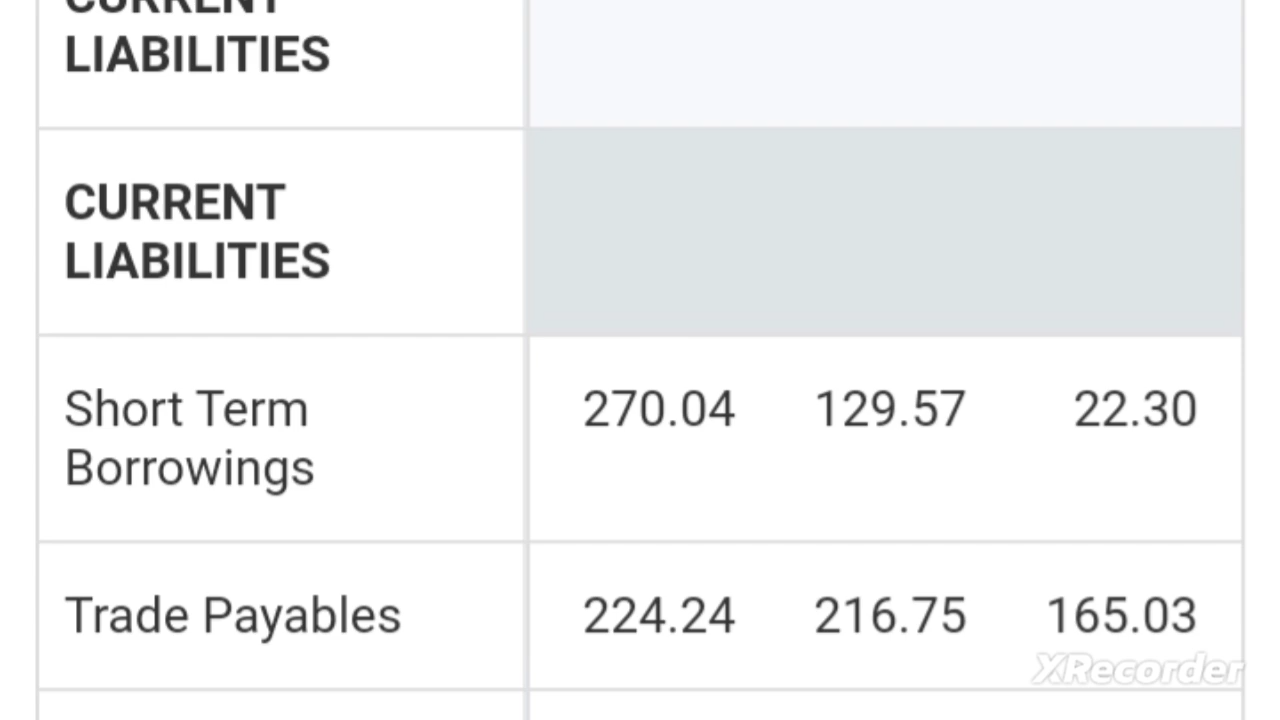 CURRENT
LIABILITIES
CURRENT
LIABILITIES
Short Term
Borrowings
270.04 129.57 22.30
Trade Payables 224.24 216.75 165.03
XRecorder